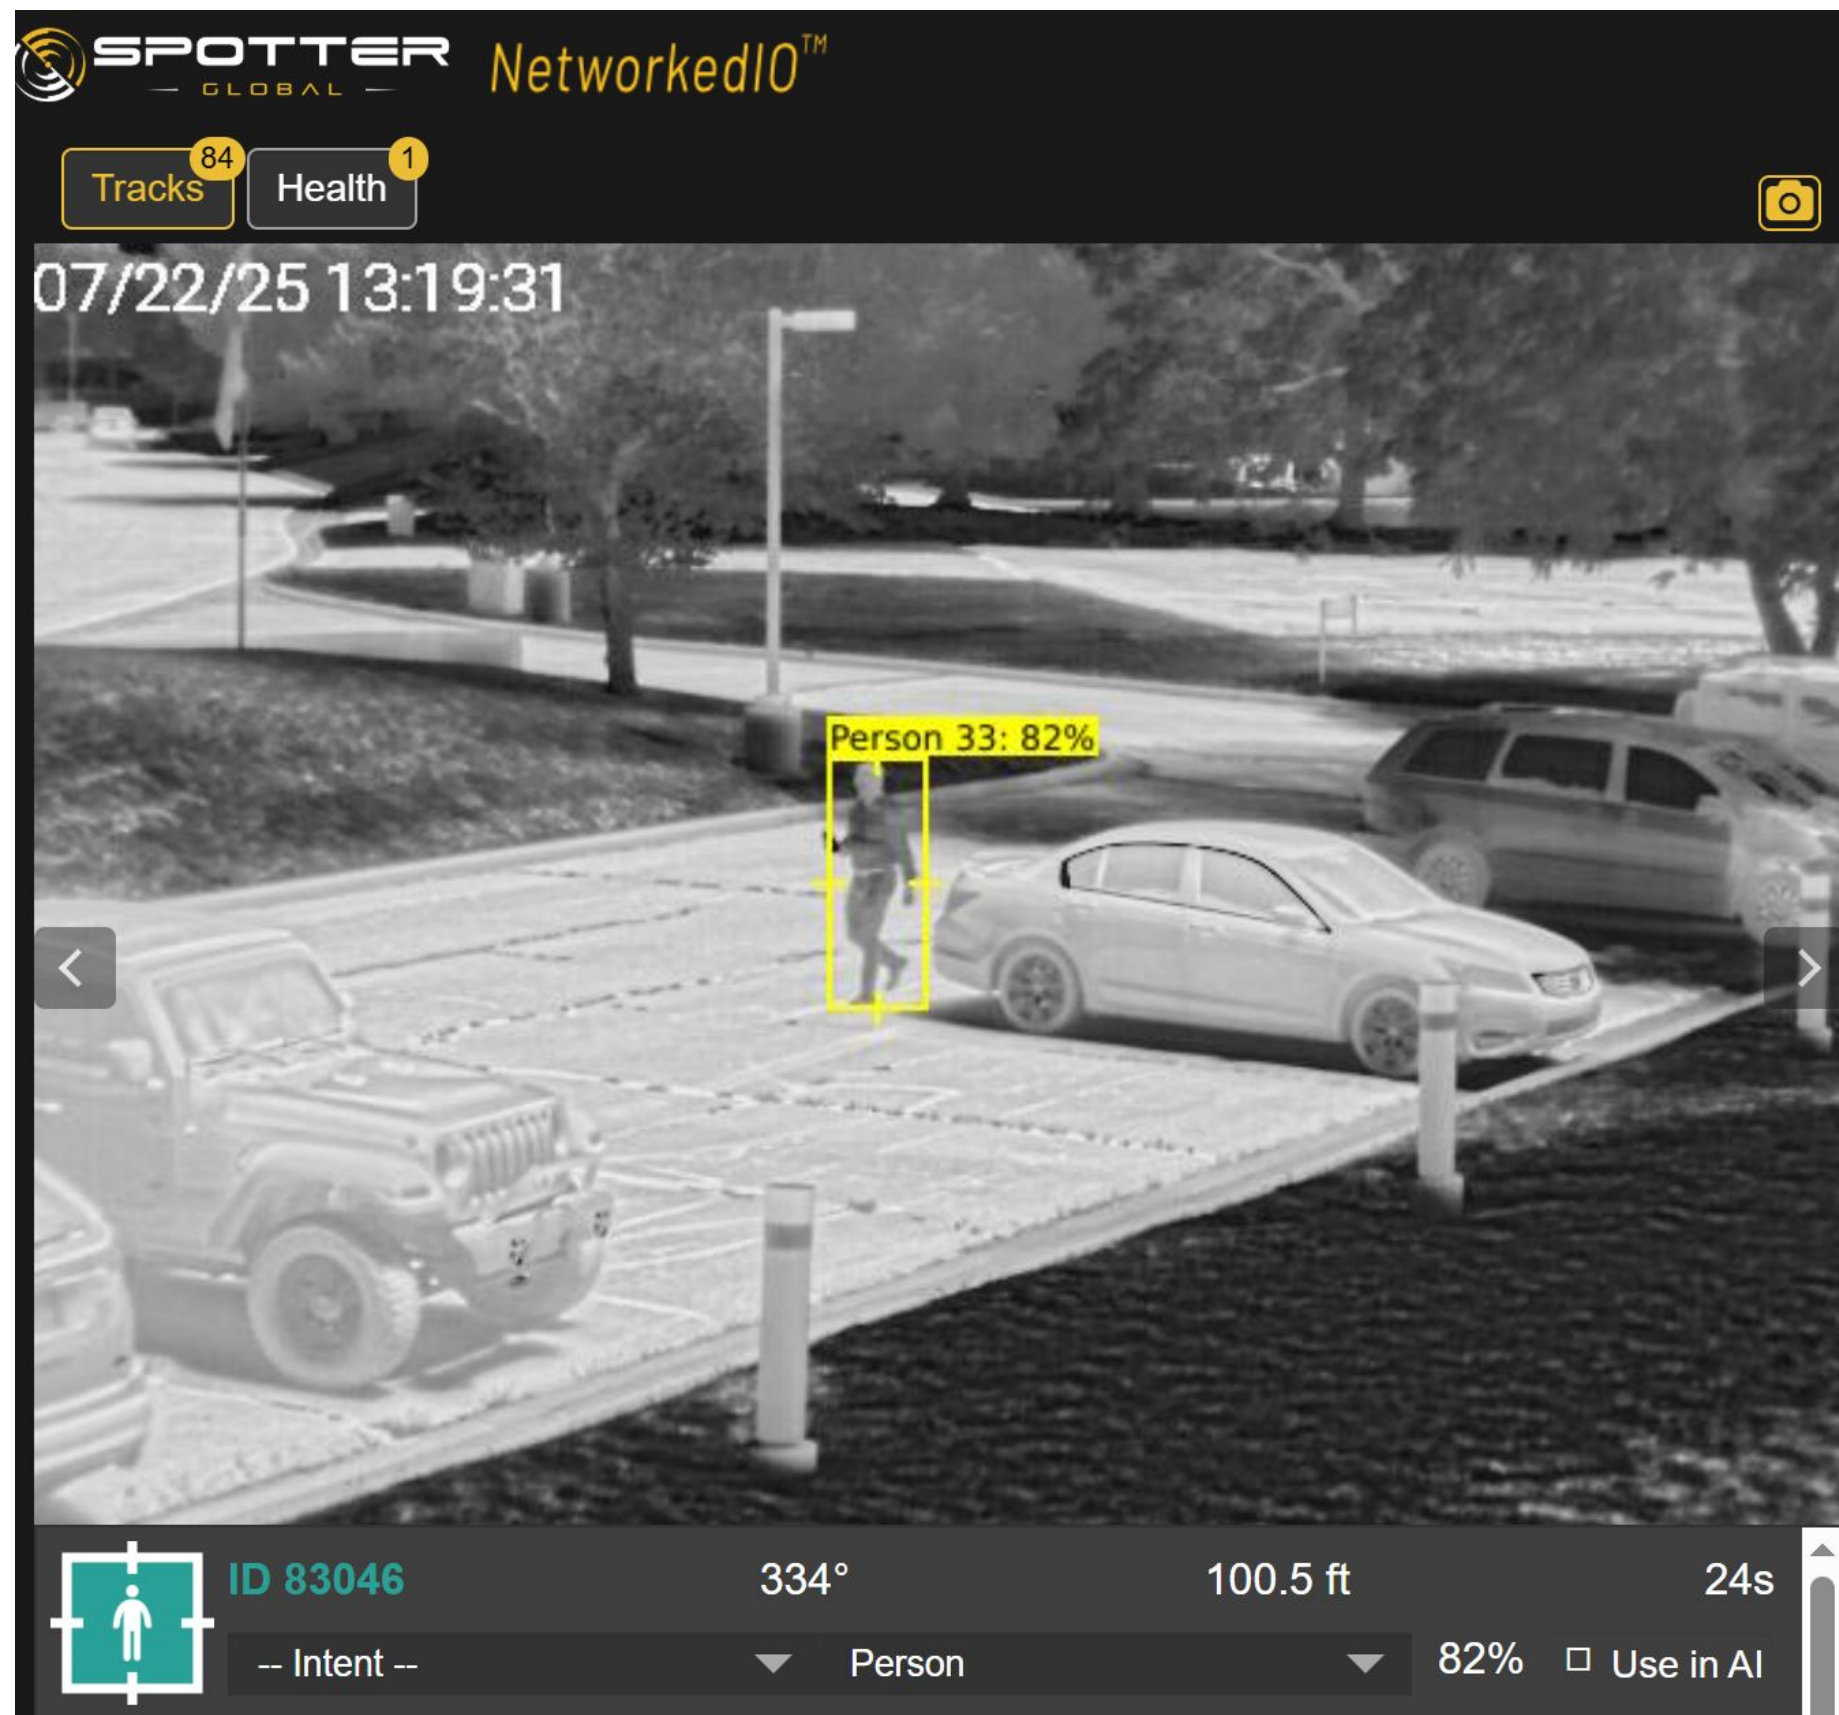 SPOTTER
GLOBAL
NetworkedIO™
Tracks 84
Health 1
07/22/25 13:19:31
Person 33: 82%
ID 83046 334° 100.5 ft 24s
-- Intent -- Person 82% Use in AI